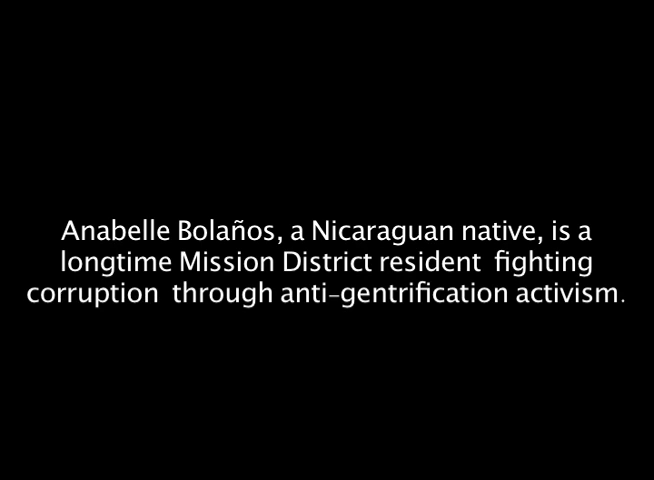 Anabelle Bolaños, a Nicaraguan native, is a
longtime Mission District resident  fighting
corruption  through anti-gentrification activism.